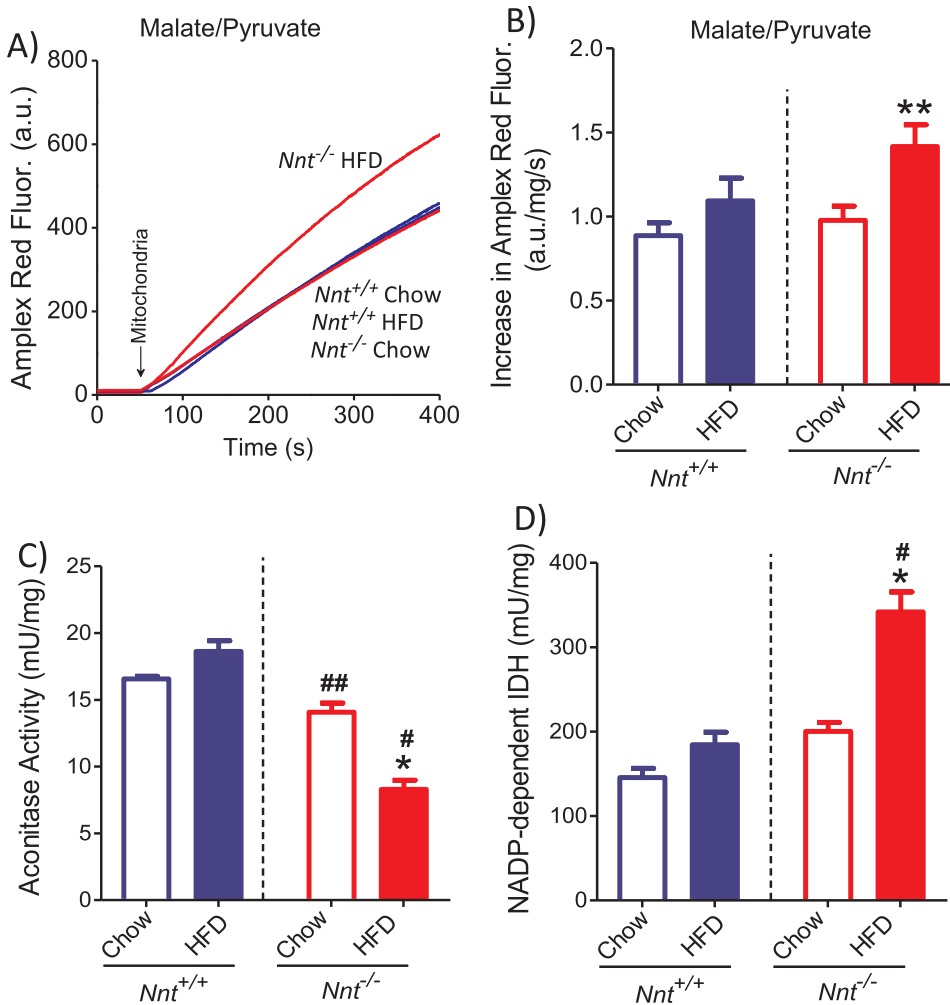 A)
Malate/Pyruvate
Amplex Red Fluor. (a.u.)
800
600
400
200
0
Mitochondria
Nnt-/- HFD
Nnt+/+ Chow
Nnt+/+ HFD
Nnt-/- Chow
0 100 200 300 400
Time (s)
B)
Malate/Pyruvate
Increase in Amplex Red Fluor.
(a.u./mg/s)
2.0
1.5
1.0
0.5
0.0
**
Chow HFD Chow HFD
Nnt+/+ Nnt-/-
C)
Aconitase Activity (mU/mg)
25
20
15
10
5
0
##
#
*
Chow HFD Chow HFD
Nnt+/+ Nnt-/-
D)
NADP-dependent IDH (mU/mg)
400
300
200
100
0
#
*
Chow HFD Chow HFD
Nnt+/+ Nnt-/-